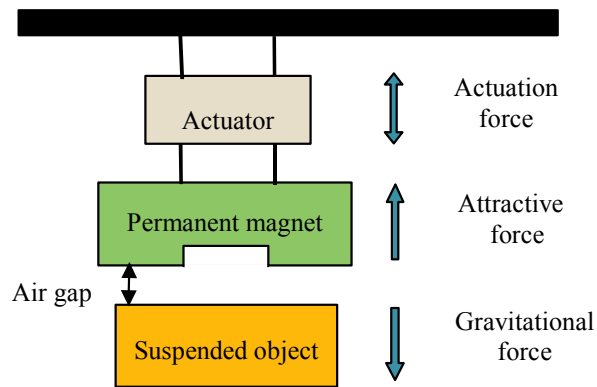 Actuator
Actuation
force
Permanent magnet
Attractive
force
Air gap
Suspended object
Gravitational
force